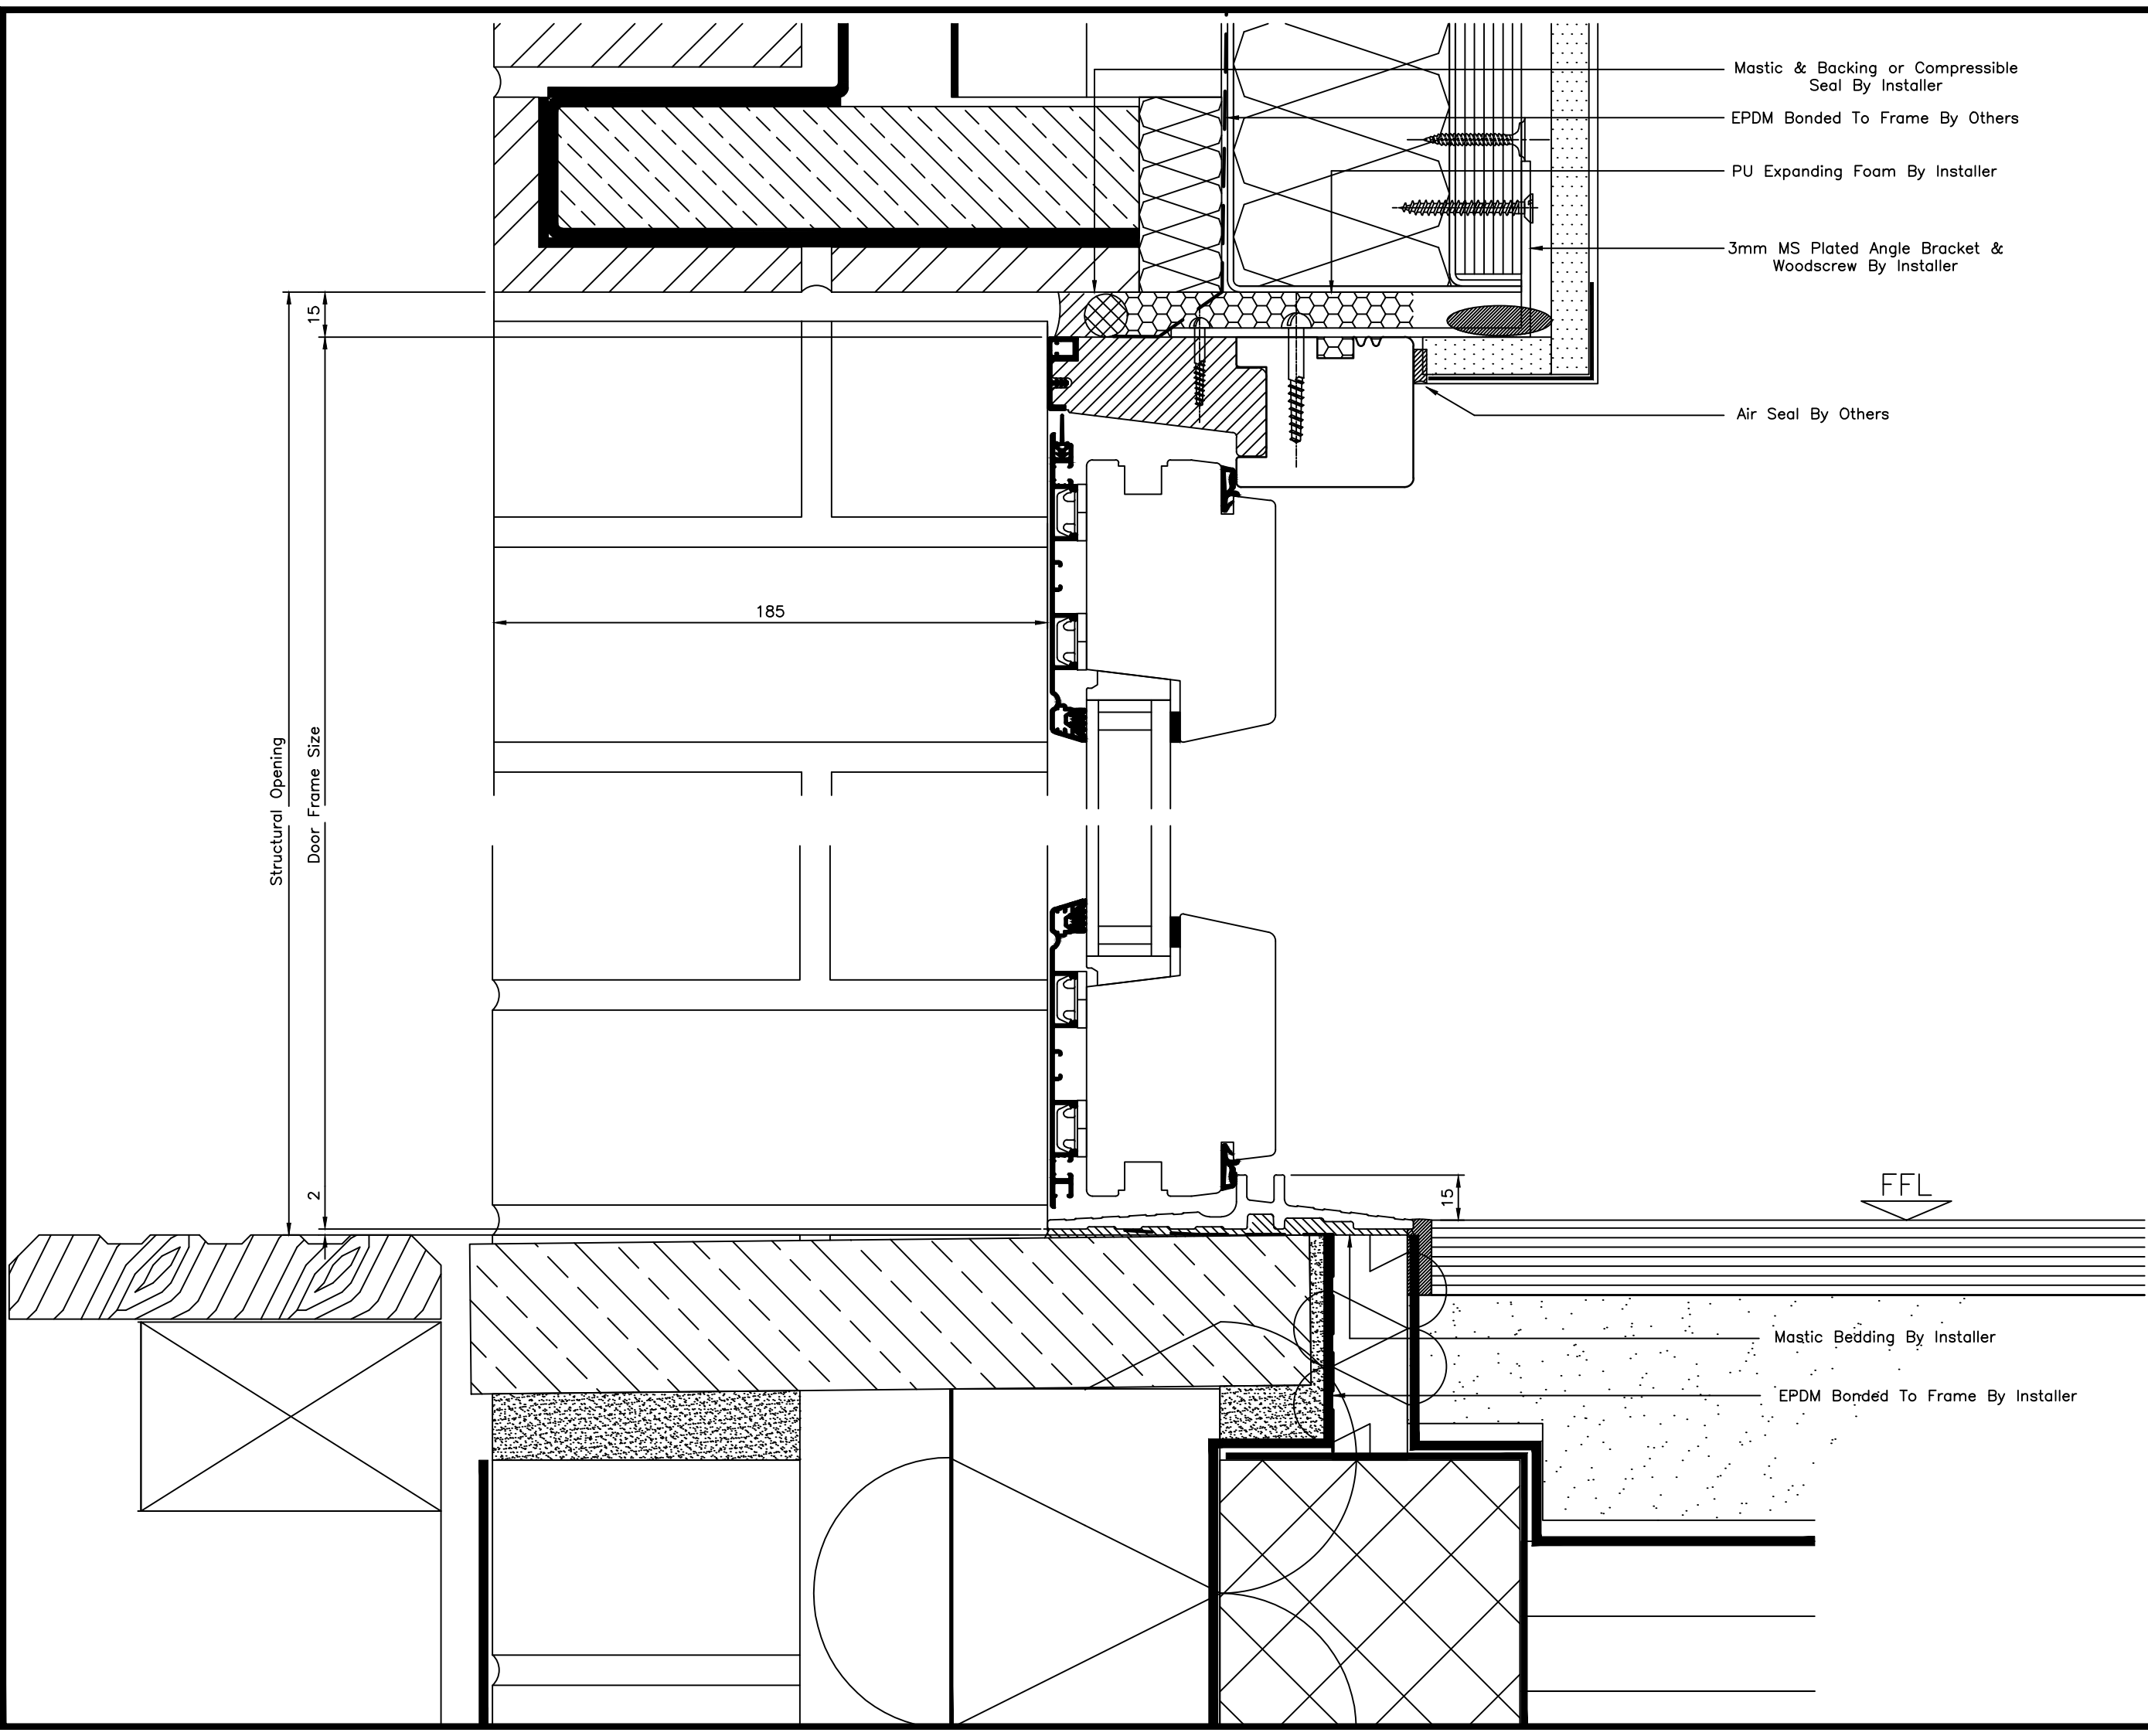 Mastic & Backing or Compressible
Seal By Installer
EPDM Bonded To Frame By Others
PU Expanding Foam By Installer
3mm MS Plated Angle Bracket &
Woodscrew By Installer
15
Air Seal By Others
185
Structural Opening
Door Frame Size
2
15
FFL
Mastic Bedding By Installer
EPDM Bonded To Frame By Installer